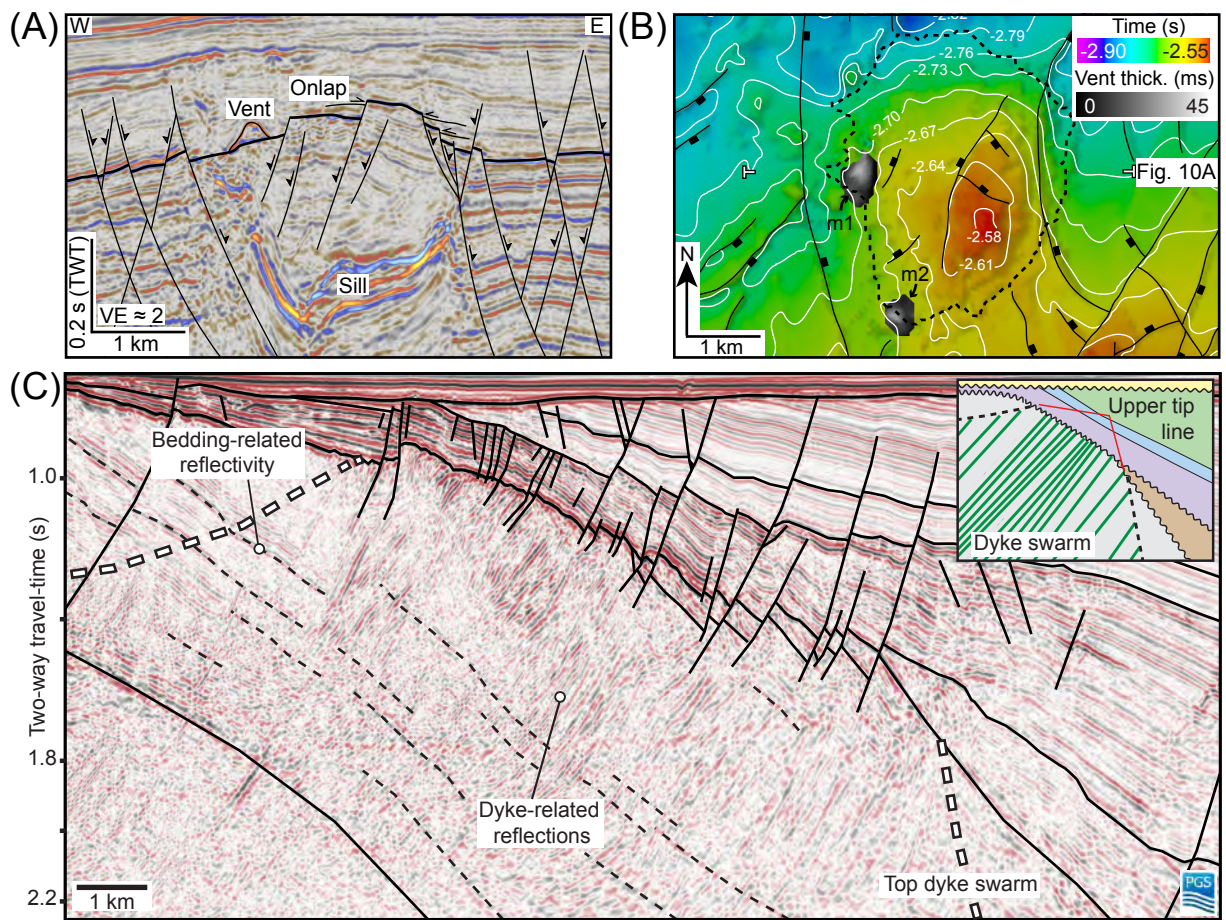 (A)
W
E
Onlap
Vent
Sill
0.2 s (TWT)
VE ≈ 2
1 km
(B)
-2.79
-2.76
-2.73
-2.70
-2.67
-2.64
-2.58
-2.61
Time (s)
-2.90
-2.55
Vent thick. (ms)
0
45
Fig. 10A
m1
m2
N
1 km
(C)
Bedding-related
reflectivity
1.0
Two-way travel-time (s)
1.8
2.2
Upper tip
line
Dyke swarm
Dyke-related
reflections
Top dyke swarm
1 km
PGS